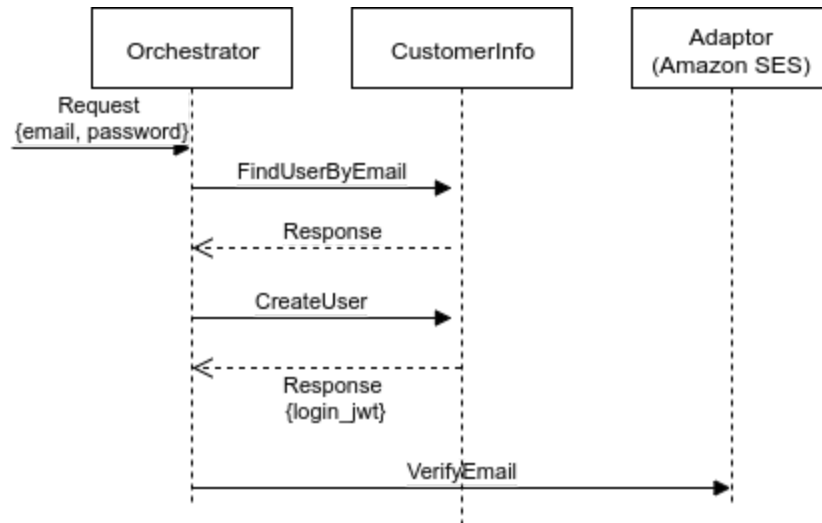 Orchestrator
CustomerInfo
Adaptor
(Amazon SES)
Request
{email, password}
FindUserByEmail
Response
CreateUser
Response
{login_jwt}
VerifyEmail